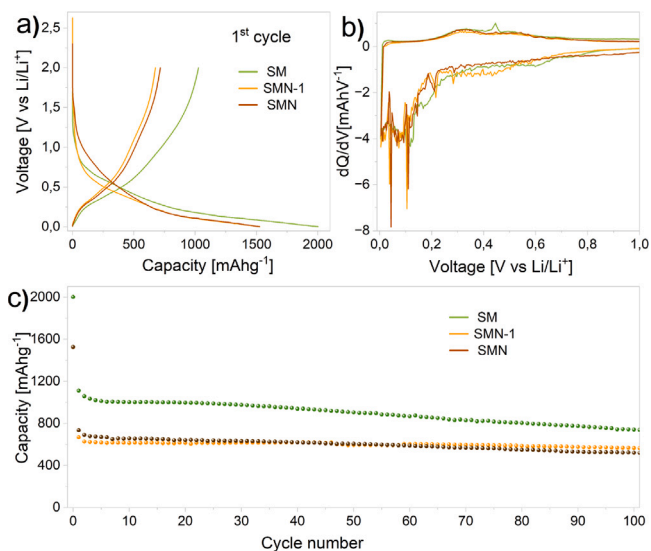 a)
1st cycle
SM
SMN-1
SMN
Voltage [V vs Li/Li+]
2,5
2,0
1,5
1,0
0,5
0,0
0 500 1000 1500 2000
Capacity [mAhg-1]
b)
dQ/dV[mAhV-1]
2
0
−2
−4
−6
−8
0,0 0,2 0,4 0,6 0,8 1,0
Voltage [V vs Li/Li+]
c)
SM
SMN-1
SMN
Capacity [mAhg-1]
2000
1600
1200
800
400
0
0 10 20 30 40 50 60 70 80 90 100
Cycle number